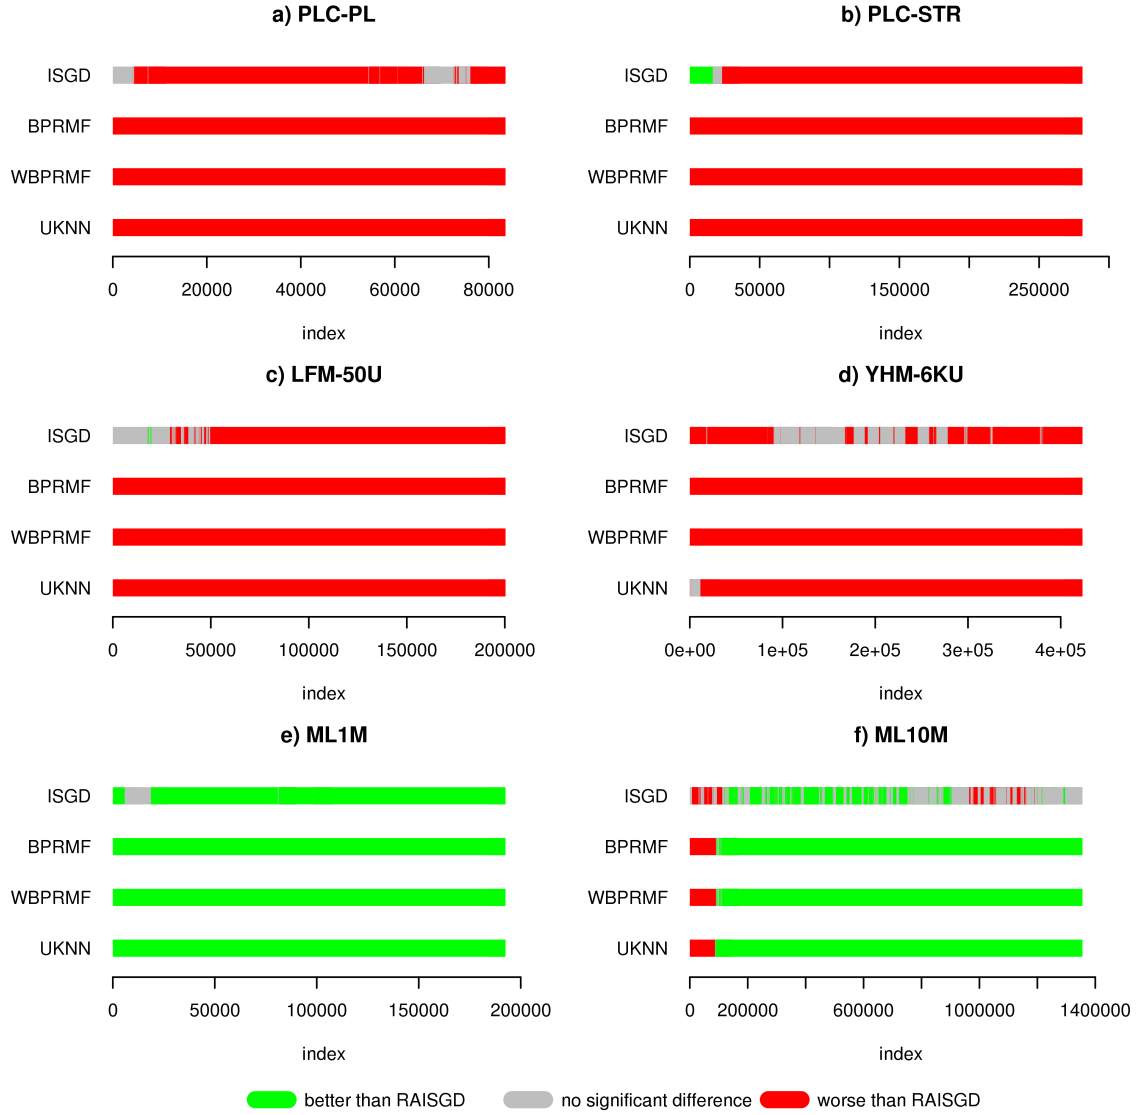 a) PLC-PL
ISGD
BPRMF
WBPRMF
UKNN
0 20000 40000 60000 80000
index
b) PLC-STR
ISGD
BPRMF
WBPRMF
UKNN
0 50000 150000 250000
index
c) LFM-50U
ISGD
BPRMF
WBPRMF
UKNN
0 50000 100000 150000 200000
index
d) YHM-6KU
ISGD
BPRMF
WBPRMF
UKNN
0e+00 1e+05 2e+05 3e+05 4e+05
index
e) ML1M
ISGD
BPRMF
WBPRMF
UKNN
0 50000 100000 150000 200000
index
f) ML10M
ISGD
BPRMF
WBPRMF
UKNN
0 200000 600000 1000000 1400000
index
better than RAISGD no significant difference worse than RAISGD